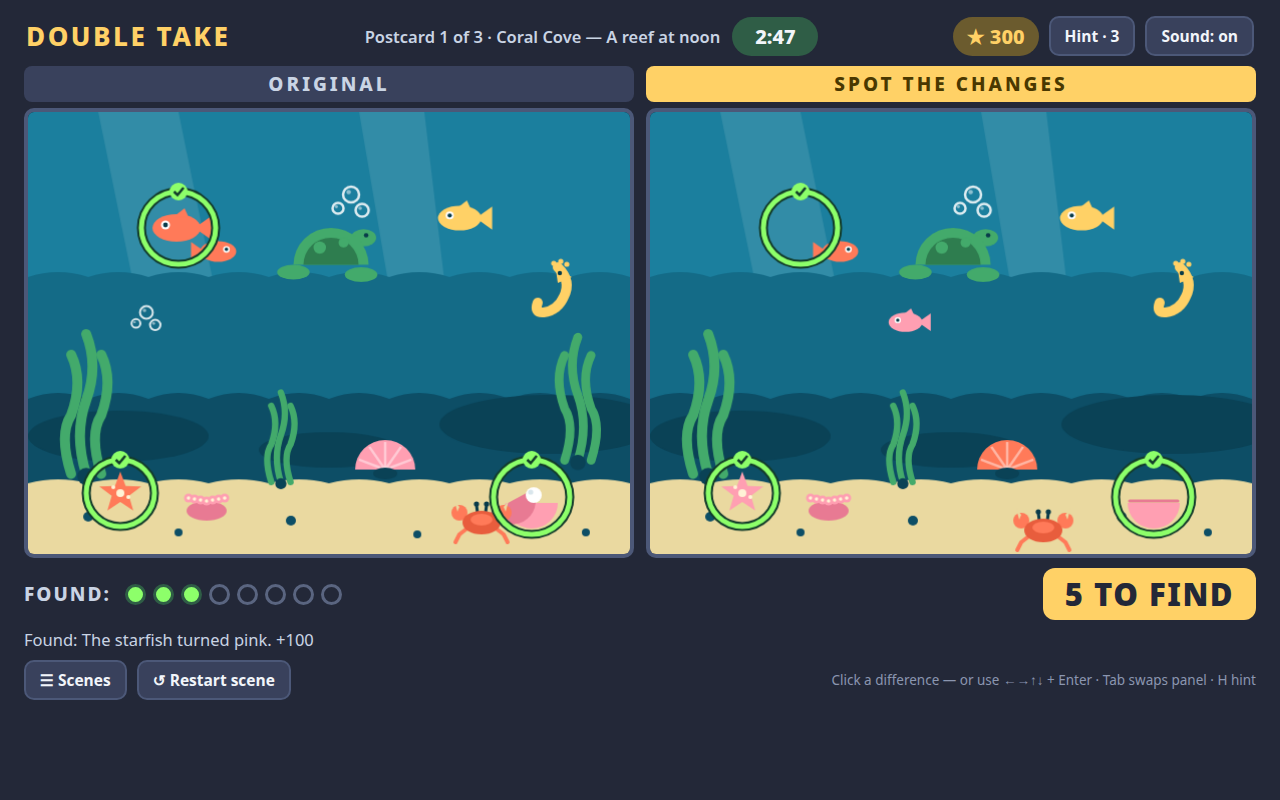 DOUBLE TAKE
Postcard 1 of 3 · Coral Cove — A reef at noon
2:47
★ 300
Hint · 3
Sound: on
ORIGINAL
SPOT THE CHANGES
FOUND:
5 TO FIND
Found: The starfish turned pink. +100
☰ Scenes
↺ Restart scene
Click a difference — or use ←→↑↓ + Enter · Tab swaps panel · H hint